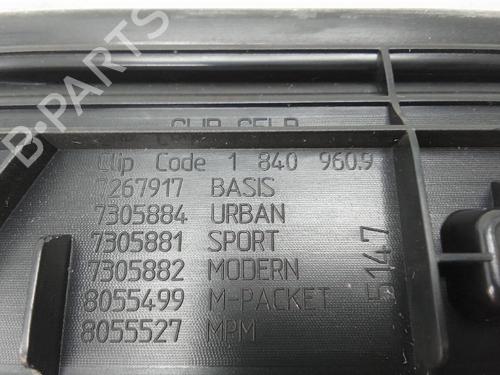 Clip Code 1 840 960.9
7267917 BASIS
7305884 URBAN
7305881 SPORT
7305882 MODERN
8055499 M-PACKET
8055527 MPM
5147
B-PARTS